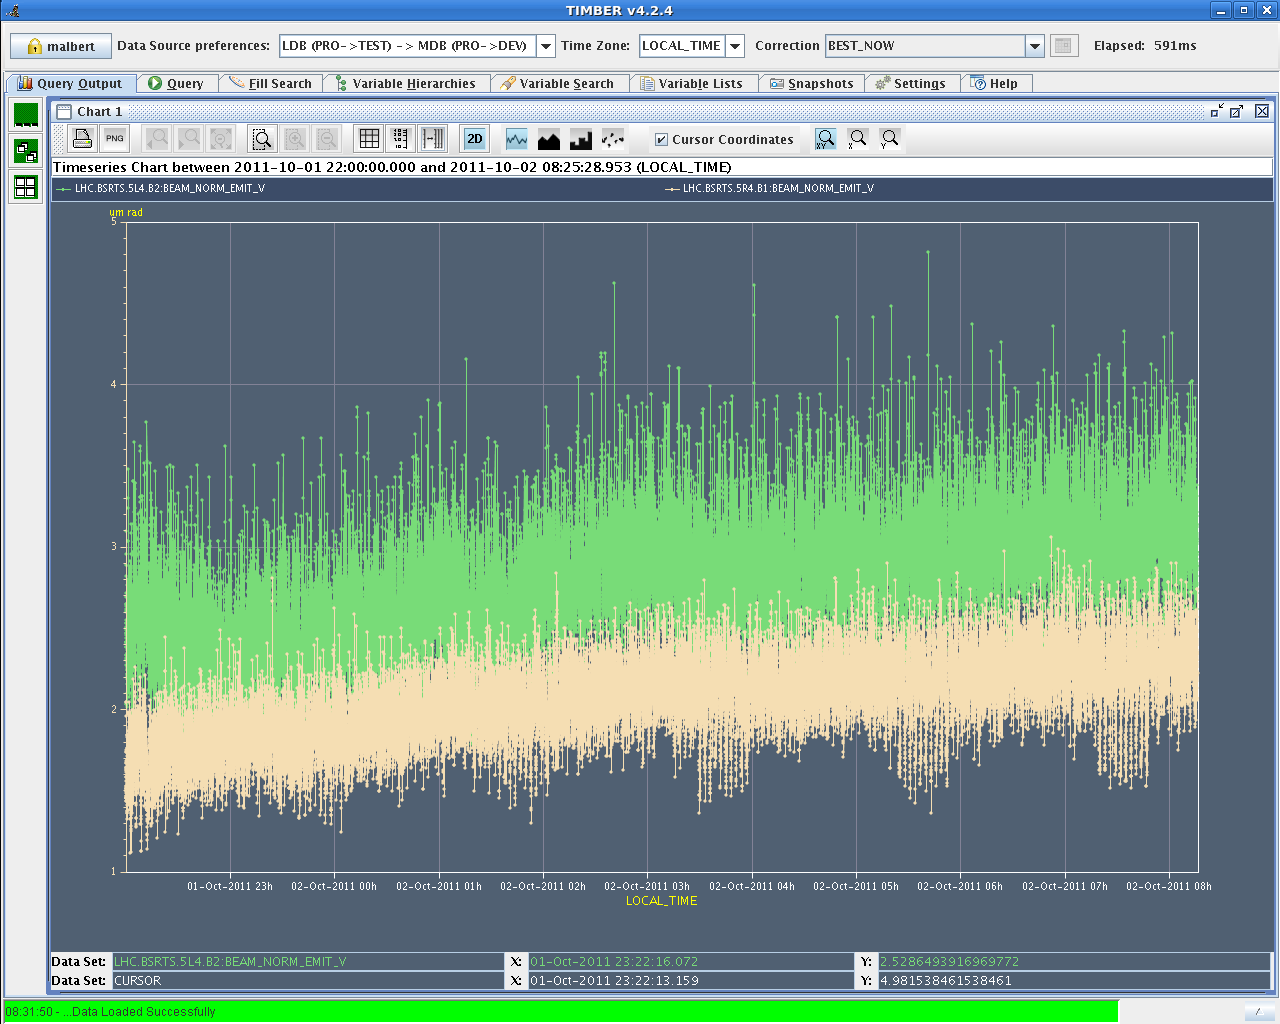 TIMBER v4.2.4
malbert Data Source preferences: LDB (PRO->TEST) -> MDB (PRO->DEV) Time Zone: LOCAL_TIME Correction BEST_NOW Elapsed: 591ms
Query Output Query Fill Search Variable Hierarchies Variable Search Variable Lists Snapshots Settings Help
Chart 1
PNG 2D Cursor Coordinates XY X Y
Timeseries Chart between 2011-10-01 22:00:00.000 and 2011-10-02 08:25:28.953 (LOCAL_TIME)
LHC.BSRTS.5L4.B2:BEAM_NORM_EMIT_V LHC.BSRTS.5R4.B1:BEAM_NORM_EMIT_V
um rad
5
4
3
2
1
01-Oct-2011 23h 02-Oct-2011 00h 02-Oct-2011 01h 02-Oct-2011 02h 02-Oct-2011 03h 02-Oct-2011 04h 02-Oct-2011 05h 02-Oct-2011 06h 02-Oct-2011 07h 02-Oct-2011 08h
LOCAL_TIME
Data Set: LHC.BSRTS.5L4.B2:BEAM_NORM_EMIT_V X: 01-Oct-2011 23:22:16.072 Y: 2.5286493916969772
Data Set: CURSOR X: 01-Oct-2011 23:22:13.159 Y: 4.981538461538461
08:31:50 - ...Data Loaded Successfully